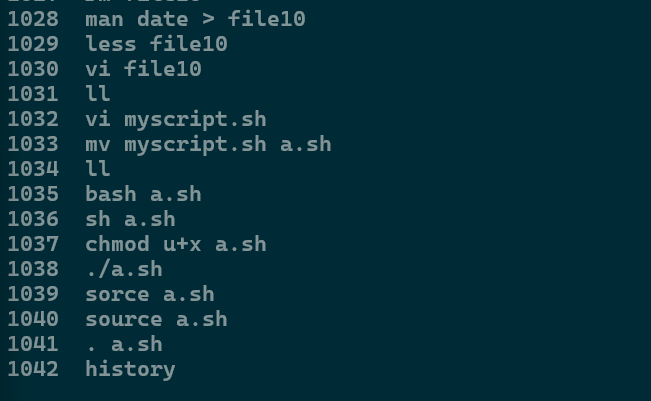 1028 man date > file10
1029 less file10
1030 vi file10
1031 ll
1032 vi myscript.sh
1033 mv myscript.sh a.sh
1034 ll
1035 bash a.sh
1036 sh a.sh
1037 chmod u+x a.sh
1038 ./a.sh
1039 sorce a.sh
1040 source a.sh
1041 . a.sh
1042 history